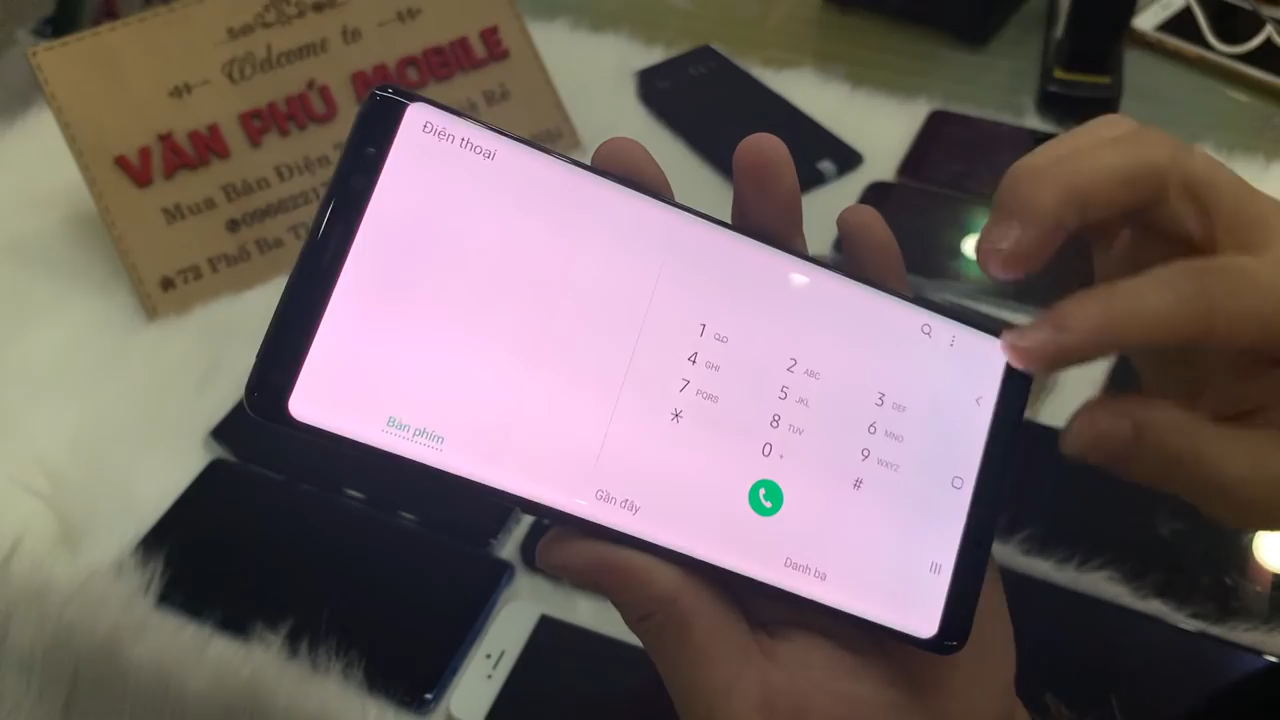 Welcome to
VĂN PHÚ MOBILE
Mua Bán Điện
Rẻ
72 Phố Ba
Điện thoại
1
2 ABC
3 DEF
4 GHI
5 JKL
6 MNO
7 PQRS
8 TUV
9 WXYZ
*
0 +
#
Bàn phím
Gần đây
Danh bạ